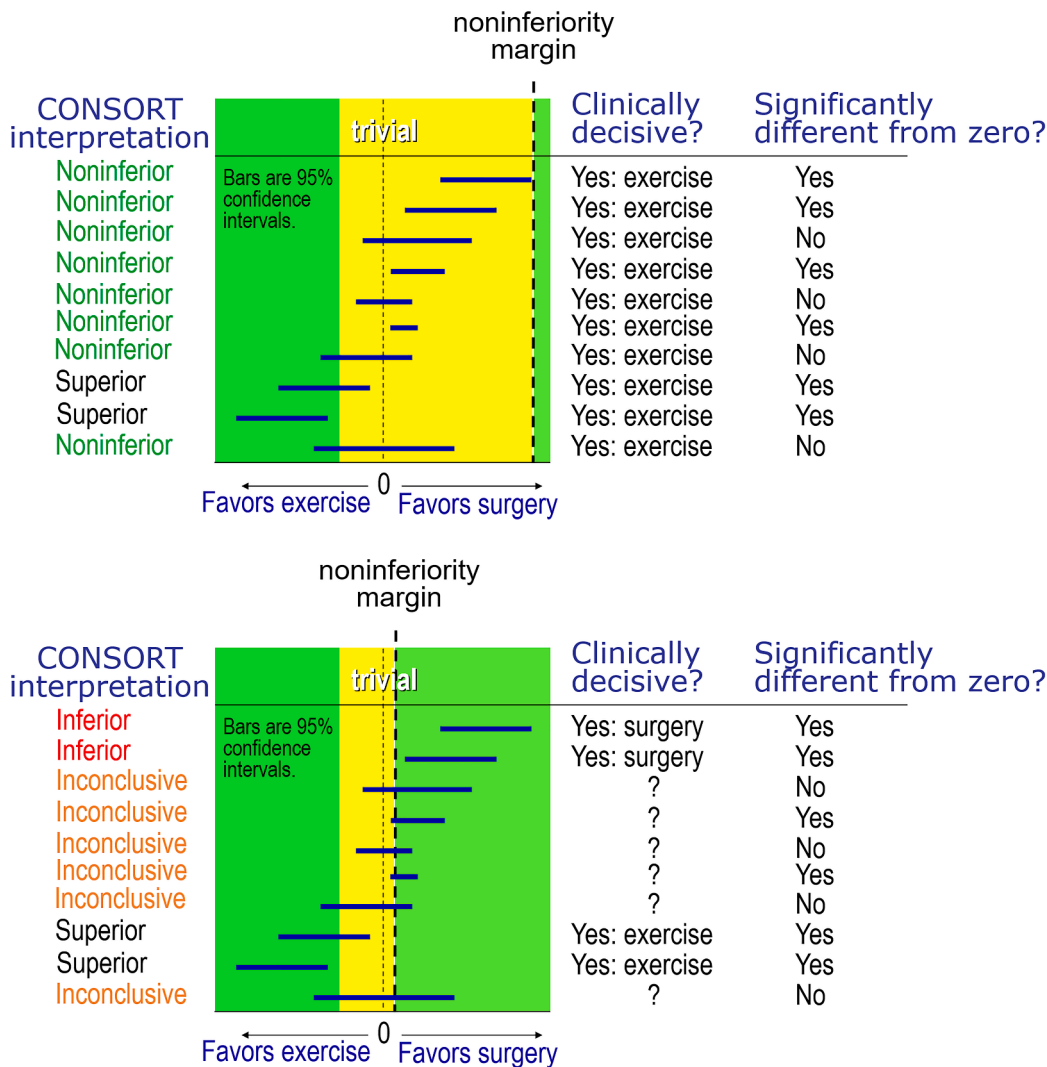 noninferiority
margin
CONSORT
interpretation
Clinically
decisive?
Significantly
different from zero?
trivial
Bars are 95%
confidence
intervals.
Noninferior Yes: exercise Yes
Noninferior Yes: exercise Yes
Noninferior Yes: exercise No
Noninferior Yes: exercise Yes
Noninferior Yes: exercise No
Noninferior Yes: exercise Yes
Noninferior Yes: exercise No
Superior Yes: exercise Yes
Superior Yes: exercise Yes
Noninferior Yes: exercise No
0
Favors exercise Favors surgery
noninferiority
margin
CONSORT
interpretation
Clinically
decisive?
Significantly
different from zero?
trivial
Bars are 95%
confidence
intervals.
Inferior Yes: surgery Yes
Inferior Yes: surgery Yes
Inconclusive ? No
Inconclusive ? Yes
Inconclusive ? No
Inconclusive ? Yes
Inconclusive ? No
Superior Yes: exercise Yes
Superior Yes: exercise Yes
Inconclusive ? No
0
Favors exercise Favors surgery